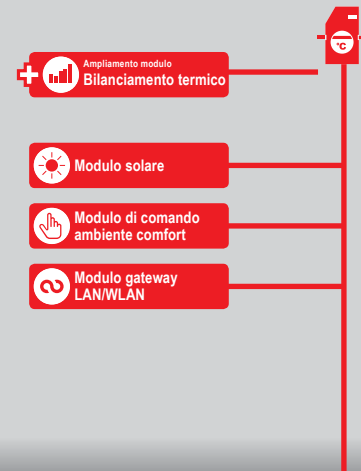 °C
Ampliamento modulo
Bilanciamento termico
Modulo solare
Modulo di comando
ambiente comfort
Modulo gateway
LAN/WLAN